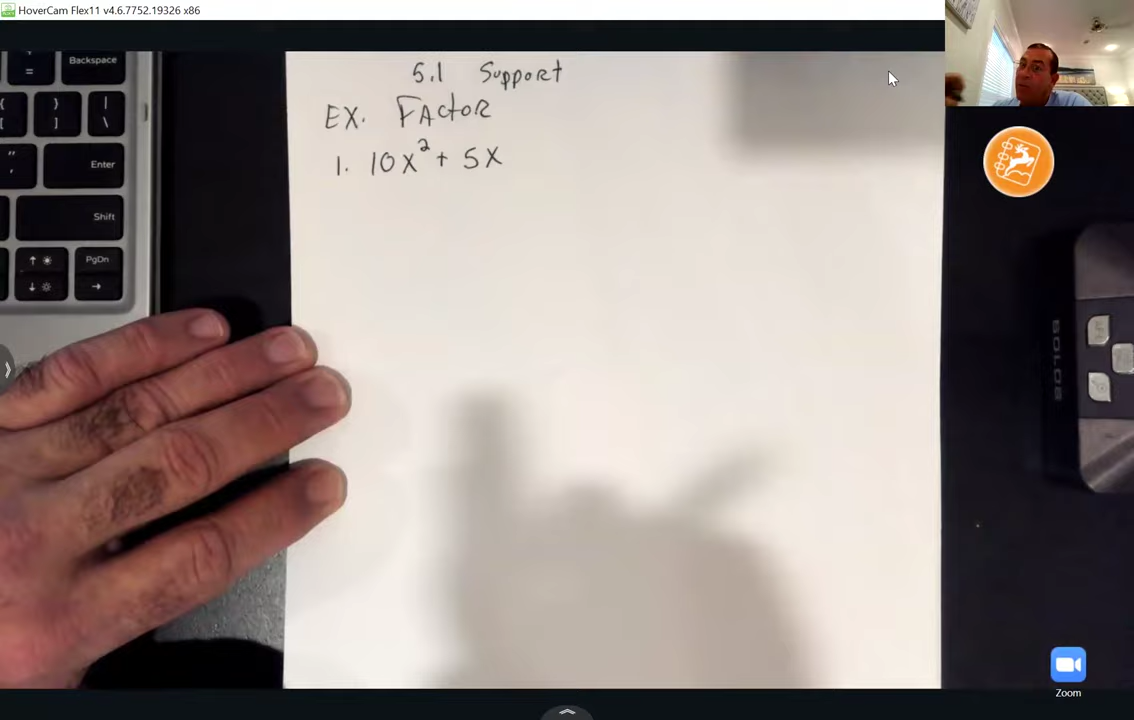 HoverCam Flex11 v4.6.7752.19326 x86
5.1 Support
EX. FActoR
1. 10x² + 5x
= Backspace
{ [ } ] | \
" ' Enter
Shift
PgDn
SOLO8
Zoom